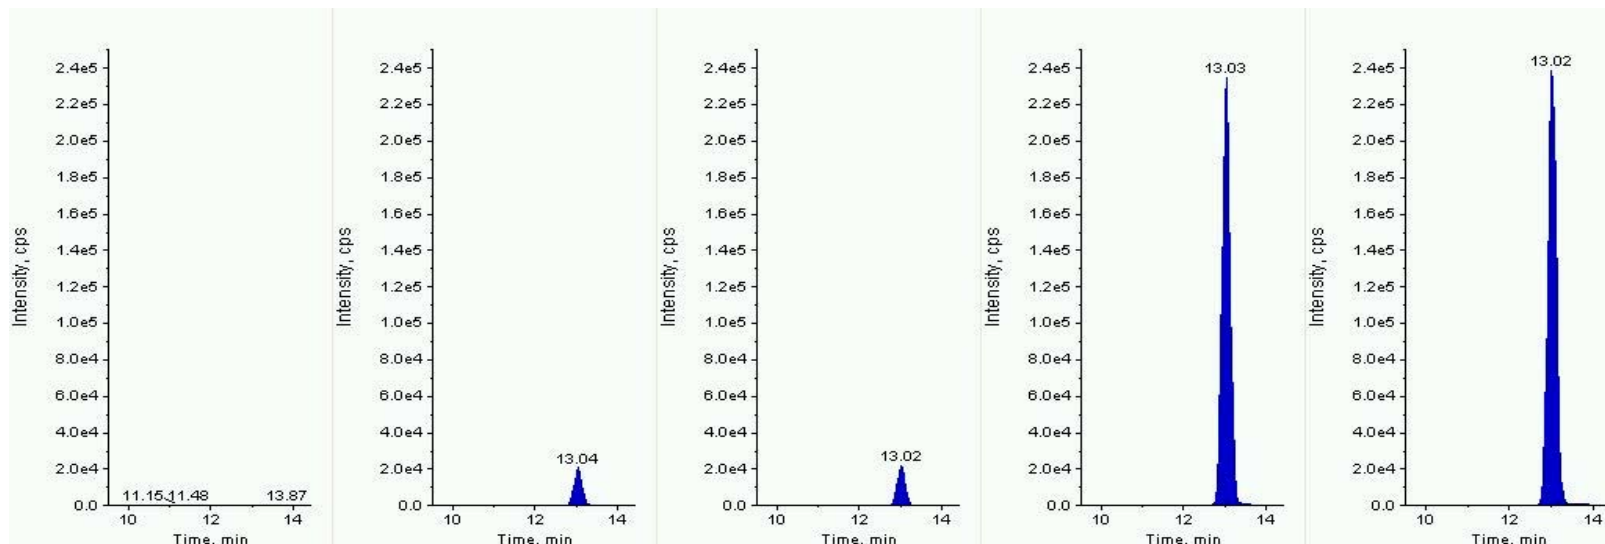 Intensity, cps
2.4e5
2.2e5
2.0e5
1.8e5
1.6e5
1.4e5
1.2e5
1.0e5
8.0e4
6.0e4
4.0e4
2.0e4
0.0
11.15 11.48 13.87
10 12 14
Time, min
Intensity, cps
2.4e5
2.2e5
2.0e5
1.8e5
1.6e5
1.4e5
1.2e5
1.0e5
8.0e4
6.0e4
4.0e4
2.0e4
0.0
13.04
10 12 14
Time, min
Intensity, cps
2.4e5
2.2e5
2.0e5
1.8e5
1.6e5
1.4e5
1.2e5
1.0e5
8.0e4
6.0e4
4.0e4
2.0e4
0.0
13.02
10 12 14
Time, min
Intensity, cps
2.4e5
2.2e5
2.0e5
1.8e5
1.6e5
1.4e5
1.2e5
1.0e5
8.0e4
6.0e4
4.0e4
2.0e4
0.0
13.03
10 12 14
Time, min
Intensity, cps
2.4e5
2.2e5
2.0e5
1.8e5
1.6e5
1.4e5
1.2e5
1.0e5
8.0e4
6.0e4
4.0e4
2.0e4
0.0
13.02
10 12 14
Time, min